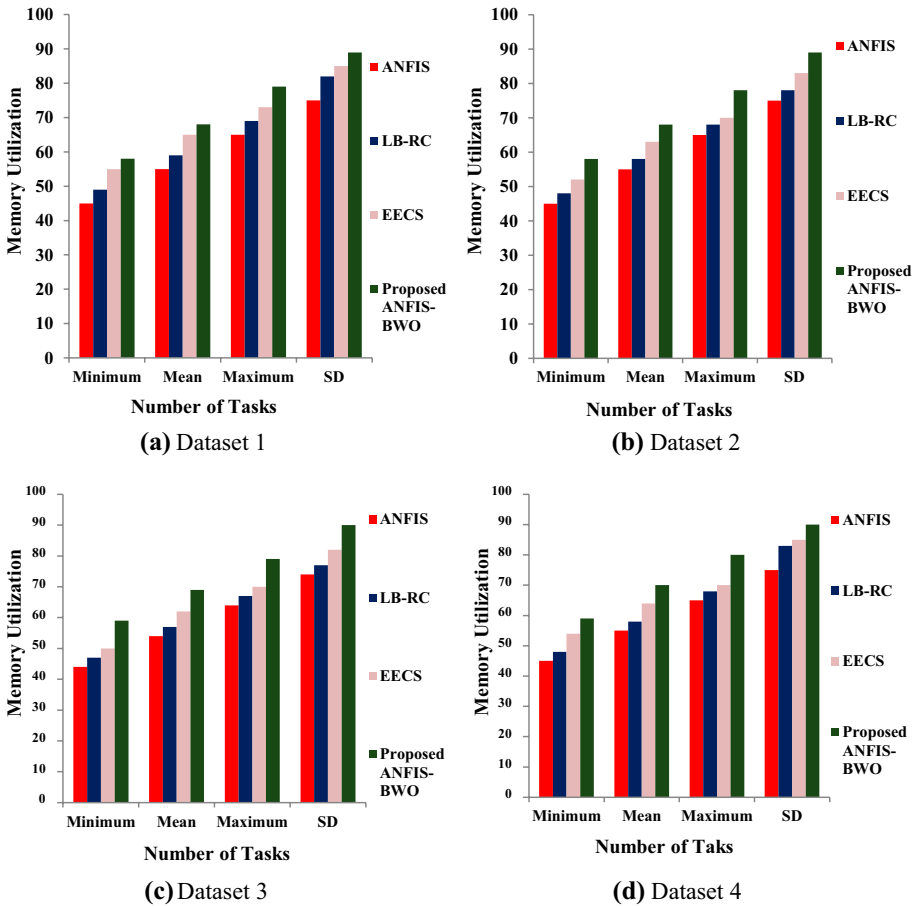 100
90
80
70
60
50
40
30
20
10
0
Memory Utilization
Minimum Mean Maximum SD
Number of Tasks
ANFIS
LB-RC
EECS
Proposed
ANFIS-
BWO
(a) Dataset 1
100
90
80
70
60
50
40
30
20
10
0
Memory Utilization
Minimum Mean Maximum SD
Number of Tasks
ANFIS
LB-RC
EECS
Proposed
ANFIS-
BWO
(b) Dataset 2
100
90
80
70
60
50
40
30
20
10
0
Memory Utilization
Minimum Mean Maximum SD
Number of Tasks
ANFIS
LB-RC
EECS
Proposed
ANFIS-
BWO
(c) Dataset 3
100
90
80
70
60
50
40
30
20
10
0
Memory Utilization
Minimum Mean Maximum SD
Number of Taks
ANFIS
LB-RC
EECS
Proposed
ANFIS-
BWO
(d) Dataset 4